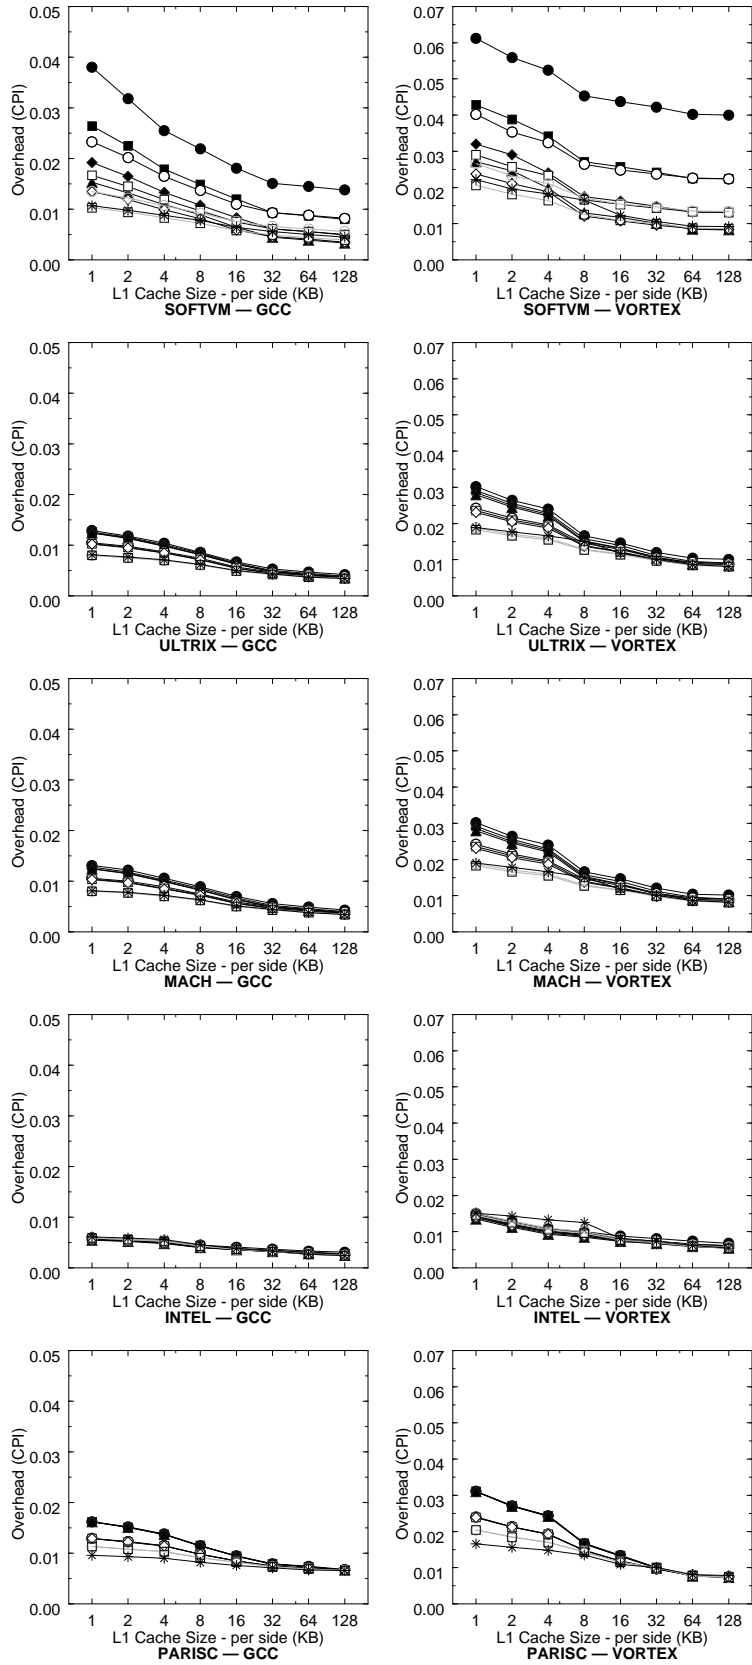 0.05
0.04
0.03
0.02
0.01
0.00
Overhead (CPI)
1 2 4 8 16 32 64 128
L1 Cache Size - per side (KB)
SOFTVM — GCC
0.07
0.06
0.05
0.04
0.03
0.02
0.01
0.00
Overhead (CPI)
1 2 4 8 16 32 64 128
L1 Cache Size - per side (KB)
SOFTVM — VORTEX
0.05
0.04
0.03
0.02
0.01
0.00
Overhead (CPI)
1 2 4 8 16 32 64 128
L1 Cache Size - per side (KB)
ULTRIX — GCC
0.07
0.06
0.05
0.04
0.03
0.02
0.01
0.00
Overhead (CPI)
1 2 4 8 16 32 64 128
L1 Cache Size - per side (KB)
ULTRIX — VORTEX
0.05
0.04
0.03
0.02
0.01
0.00
Overhead (CPI)
1 2 4 8 16 32 64 128
L1 Cache Size - per side (KB)
MACH — GCC
0.07
0.06
0.05
0.04
0.03
0.02
0.01
0.00
Overhead (CPI)
1 2 4 8 16 32 64 128
L1 Cache Size - per side (KB)
MACH — VORTEX
0.05
0.04
0.03
0.02
0.01
0.00
Overhead (CPI)
1 2 4 8 16 32 64 128
L1 Cache Size - per side (KB)
INTEL — GCC
0.07
0.06
0.05
0.04
0.03
0.02
0.01
0.00
Overhead (CPI)
1 2 4 8 16 32 64 128
L1 Cache Size - per side (KB)
INTEL — VORTEX
0.05
0.04
0.03
0.02
0.01
0.00
Overhead (CPI)
1 2 4 8 16 32 64 128
L1 Cache Size - per side (KB)
PARISC — GCC
0.07
0.06
0.05
0.04
0.03
0.02
0.01
0.00
Overhead (CPI)
1 2 4 8 16 32 64 128
L1 Cache Size - per side (KB)
PARISC — VORTEX